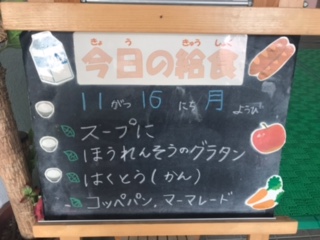 きょう きゅうしょく
今日の給食
11がつ 16にち 月ようび
スープに
ほうれんそうのグラタン
はくとう(かん)
コッペパン、マーマレード